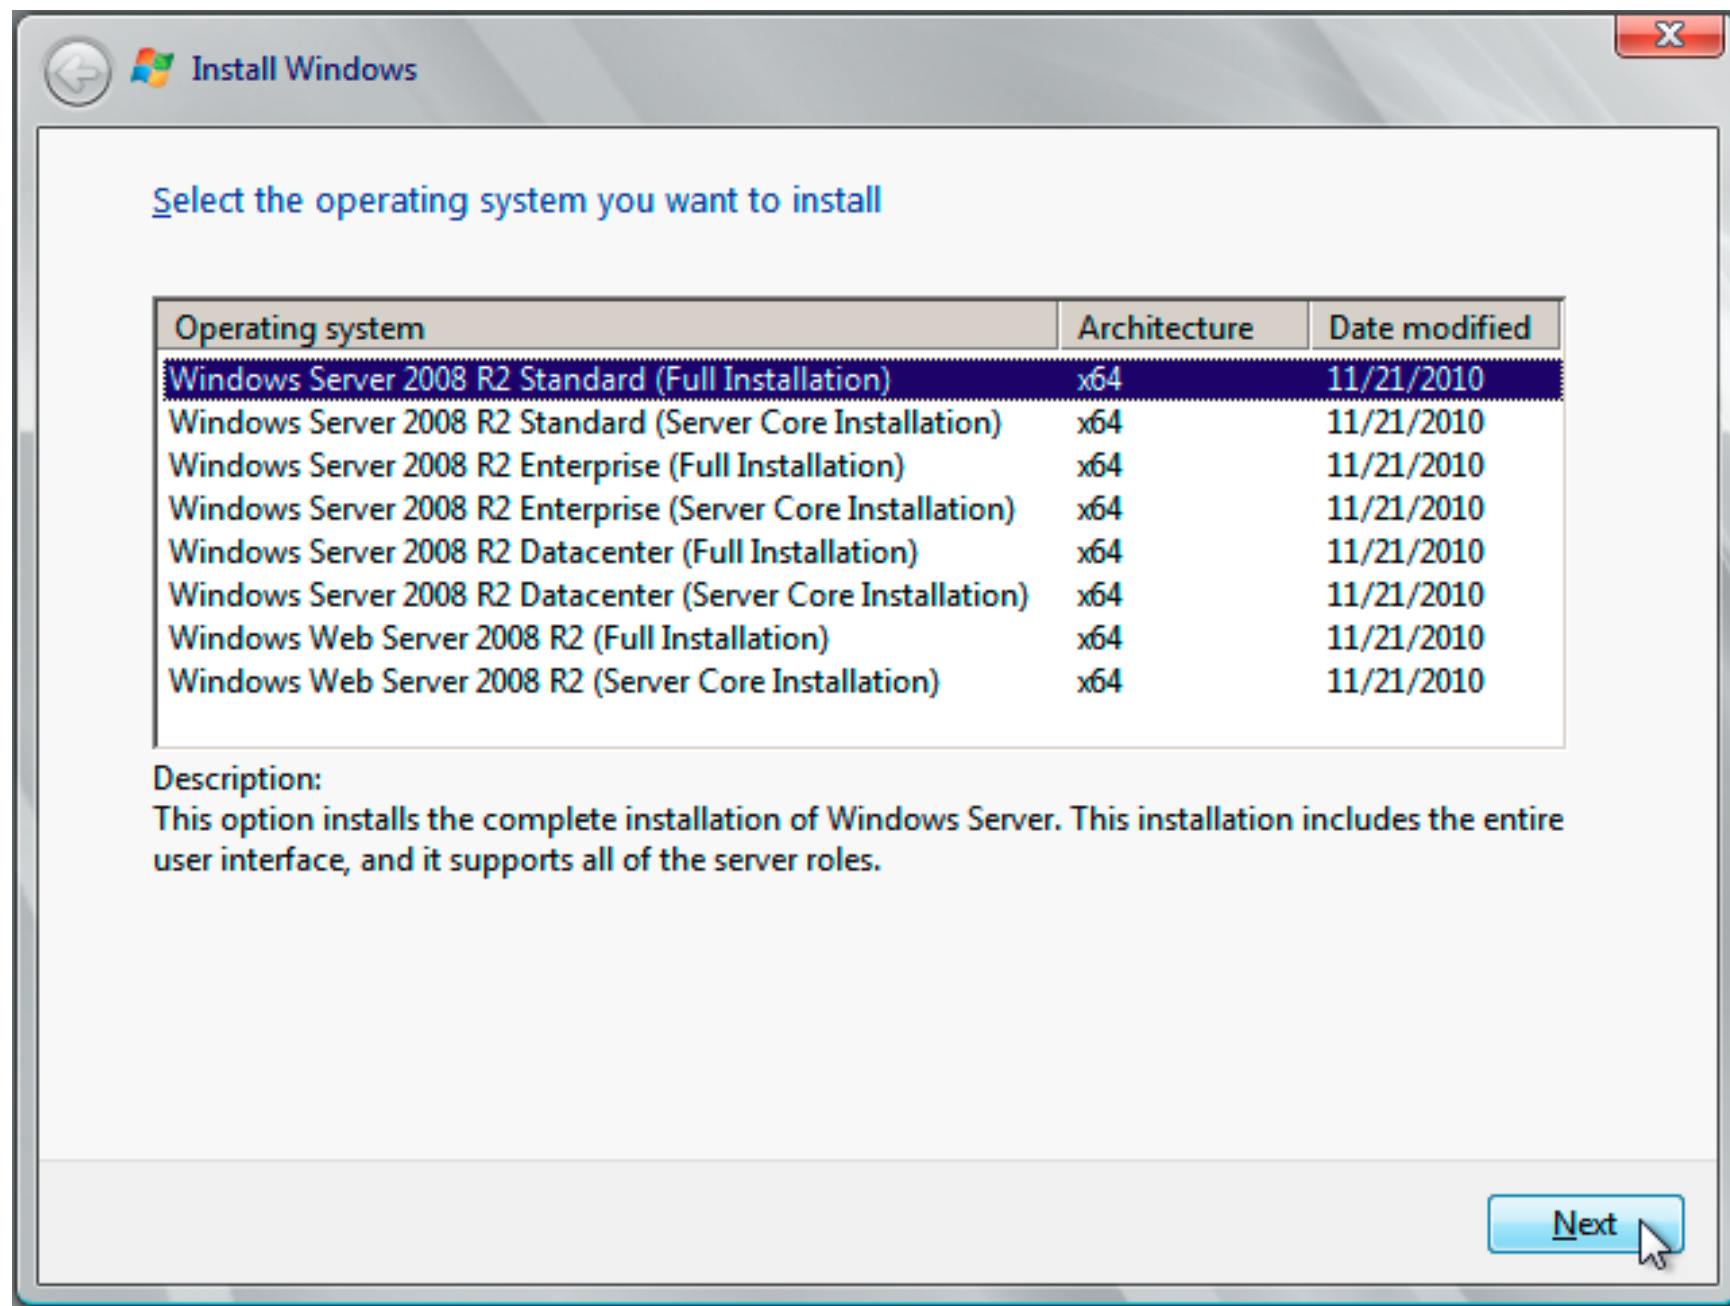 Install Windows
Select the operating system you want to install
Operating system Architecture Date modified
Windows Server 2008 R2 Standard (Full Installation) x64 11/21/2010
Windows Server 2008 R2 Standard (Server Core Installation) x64 11/21/2010
Windows Server 2008 R2 Enterprise (Full Installation) x64 11/21/2010
Windows Server 2008 R2 Enterprise (Server Core Installation) x64 11/21/2010
Windows Server 2008 R2 Datacenter (Full Installation) x64 11/21/2010
Windows Server 2008 R2 Datacenter (Server Core Installation) x64 11/21/2010
Windows Web Server 2008 R2 (Full Installation) x64 11/21/2010
Windows Web Server 2008 R2 (Server Core Installation) x64 11/21/2010
Description:
This option installs the complete installation of Windows Server. This installation includes the entire
user interface, and it supports all of the server roles.
Next